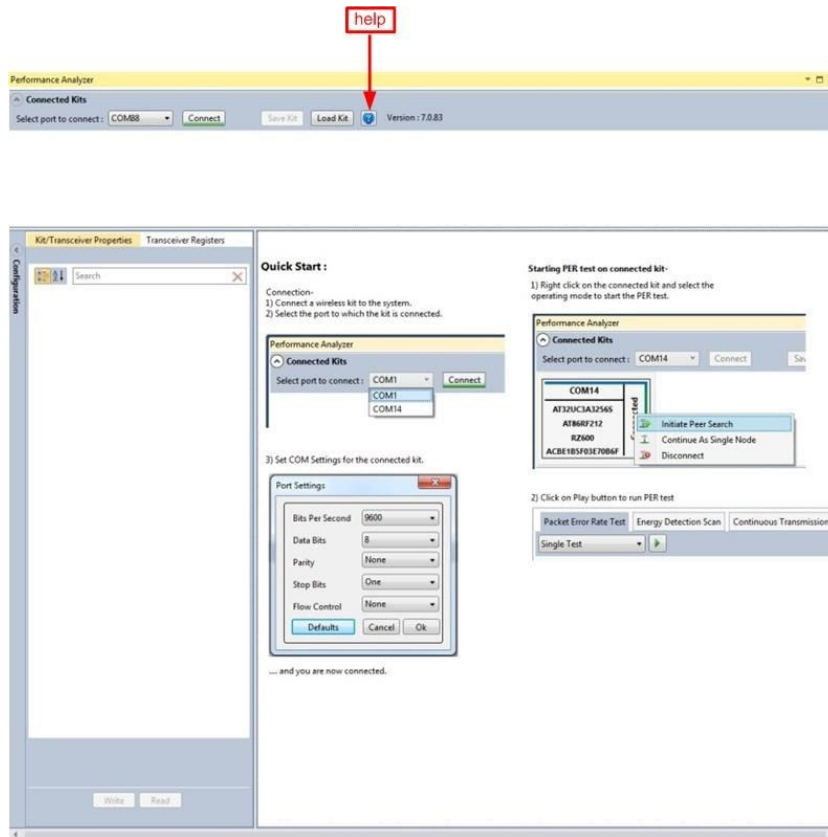 help
Performance Analyzer
Connected Kits
Select port to connect : COM88 Connect Save Kit Load Kit ? Version : 7.0.83
Kit/Transceiver Properties Transceiver Registers
Configuration
Search
Write Read
Quick Start :
Connection-
1) Connect a wireless kit to the system.
2) Select the port to which the kit is connected.
Performance Analyzer
Connected Kits
Select port to connect : COM1 Connect
COM1
COM14
3) Set COM Settings for the connected kit.
Port Settings
Bits Per Second 9600
Data Bits 8
Parity None
Stop Bits One
Flow Control None
Defaults Cancel Ok
.... and you are now connected.
Starting PER test on connected kit-
1) Right click on the connected kit and select the
operating mode to start the PER test.
Performance Analyzer
Connected Kits
Select port to connect : COM14 Connect
COM14
AT32UC3A3256S
AT86RF212
RZ600
ACBE1B5F03E70B6F
Initiate Peer Search
Continue As Single Node
Disconnect
2) Click on Play button to run PER test
Packet Error Rate Test Energy Detection Scan Continuous Transmission
Single Test